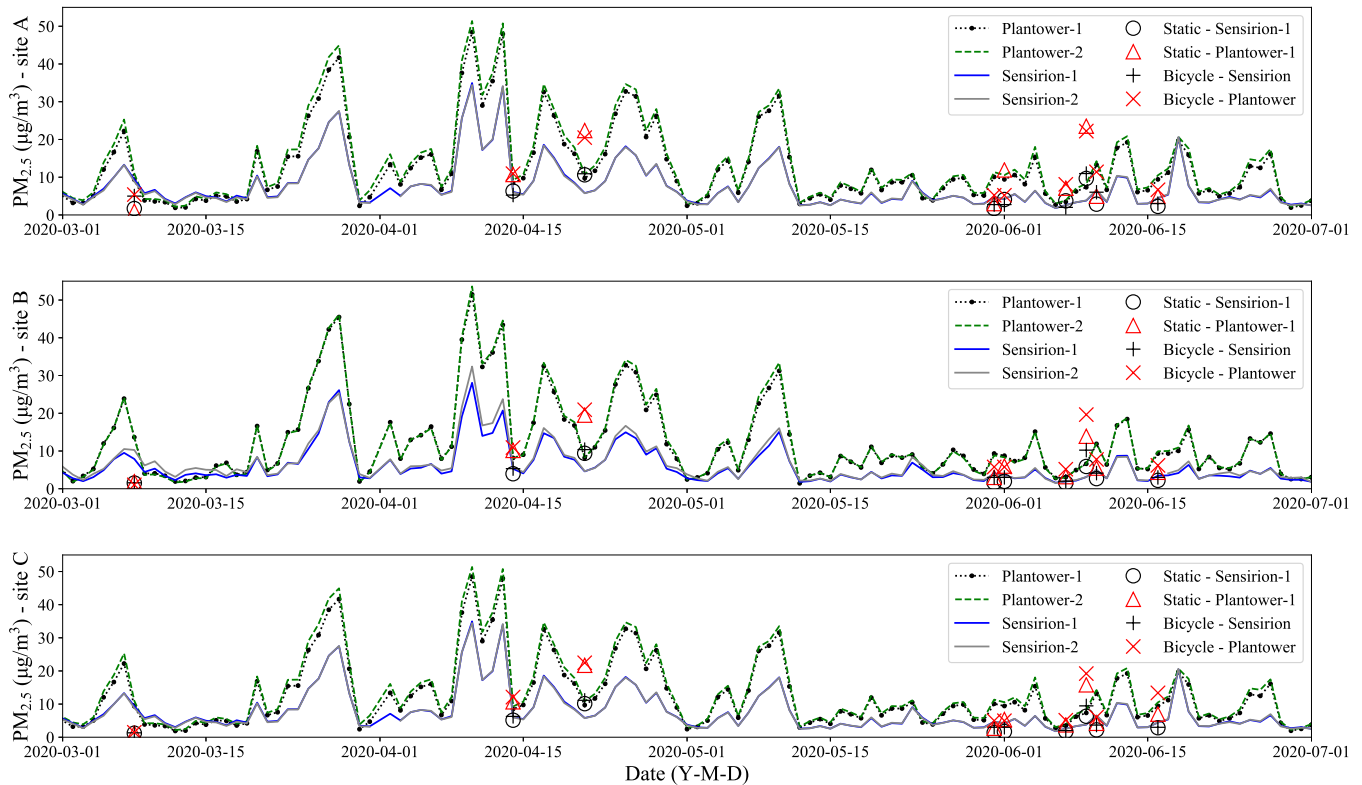 PM2.5 (μg/m³) - site A
50
40
30
20
10
0
Plantower-1
Plantower-2
Sensirion-1
Sensirion-2
Static - Sensirion-1
Static - Plantower-1
Bicycle - Sensirion
Bicycle - Plantower
2020-03-01 2020-03-15 2020-04-01 2020-04-15 2020-05-01 2020-05-15 2020-06-01 2020-06-15 2020-07-01
PM2.5 (μg/m³) - site B
50
40
30
20
10
0
Plantower-1
Plantower-2
Sensirion-1
Sensirion-2
Static - Sensirion-1
Static - Plantower-1
Bicycle - Sensirion
Bicycle - Plantower
2020-03-01 2020-03-15 2020-04-01 2020-04-15 2020-05-01 2020-05-15 2020-06-01 2020-06-15 2020-07-01
PM2.5 (μg/m³) - site C
50
40
30
20
10
0
Plantower-1
Plantower-2
Sensirion-1
Sensirion-2
Static - Sensirion-1
Static - Plantower-1
Bicycle - Sensirion
Bicycle - Plantower
2020-03-01 2020-03-15 2020-04-01 2020-04-15 2020-05-01 2020-05-15 2020-06-01 2020-06-15 2020-07-01
Date (Y-M-D)